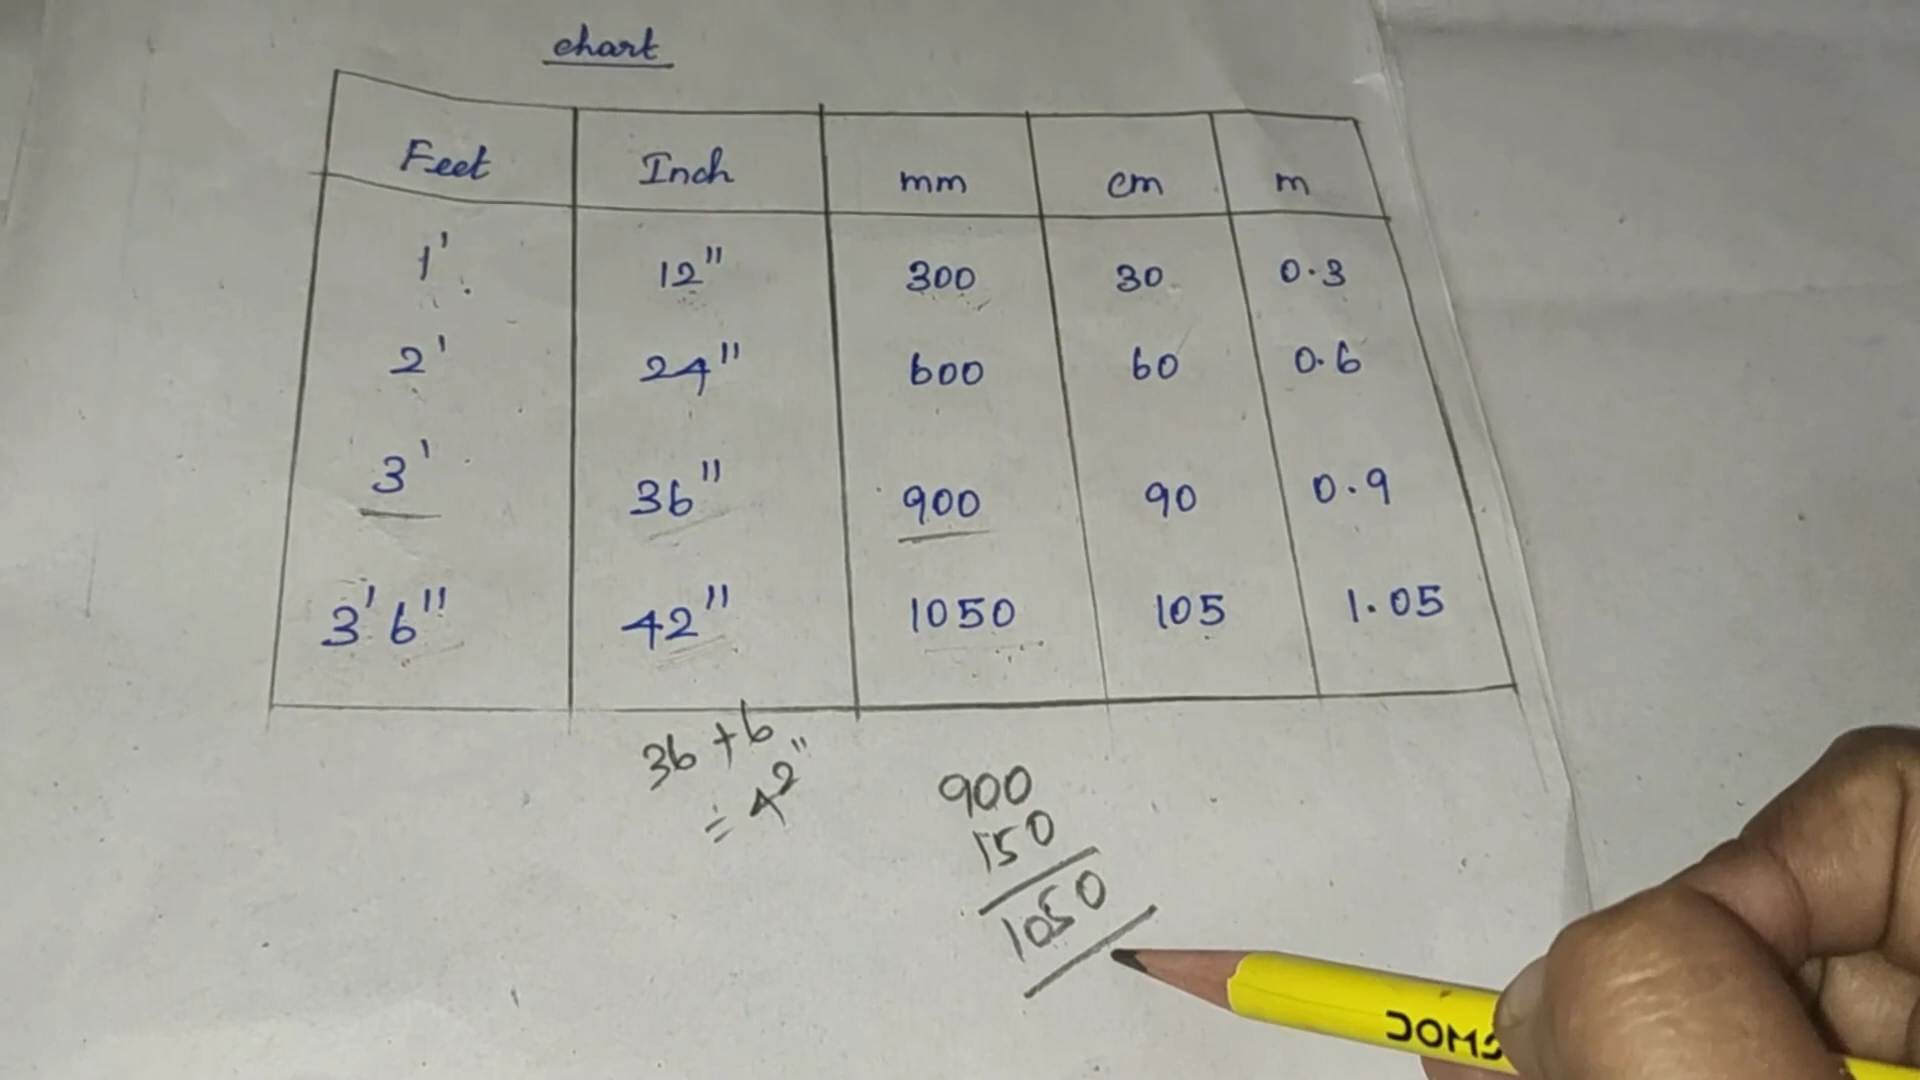 chart
Feet Inch mm cm m
1' 12" 300 30 0.3
2' 24" 600 60 0.6
3' 36" 900 90 0.9
3' 6" 42" 1050 105 1.05
36 + 6
= 42"
900
150
1050
DOMS